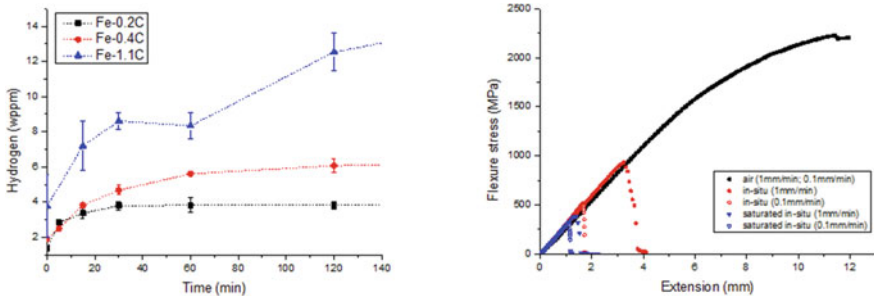 Fe-0.2C
Fe-0.4C
Fe-1.1C
14
12
10
8
6
4
2
Hydrogen (wppm)
0 20 40 60 80 100 120 140
Time (min)
2500
2000
1500
1000
500
0
Flexure stress (MPa)
air (1mm/min; 0.1mm/min)
in-situ (1mm/min)
in-situ (0.1mm/min)
saturated in-situ (1mm/min)
saturated in-situ (0.1mm/min)
0 2 4 6 8 10 12
Extension (mm)